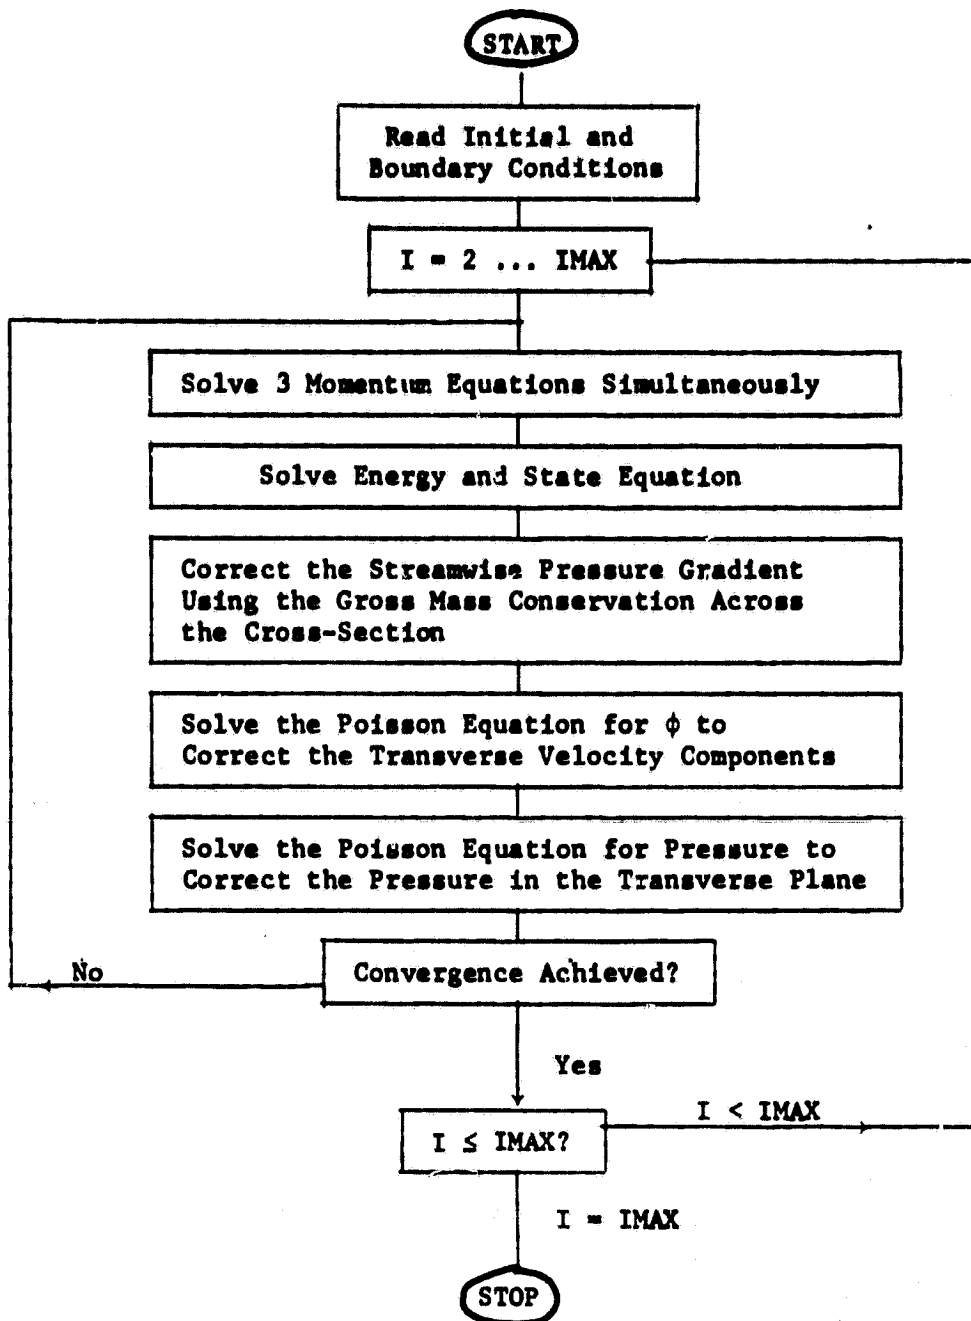 START
Read Initial and
Boundary Conditions
I = 2 ... IMAX
Solve 3 Momentum Equations Simultaneously
Solve Energy and State Equation
Correct the Streamwise Pressure Gradient
Using the Gross Mass Conservation Across
the Cross-Section
Solve the Poisson Equation for ϕ to
Correct the Transverse Velocity Components
Solve the Poisson Equation for Pressure to
Correct the Pressure in the Transverse Plane
No
Convergence Achieved?
Yes
I < IMAX
I ≤ IMAX?
I = IMAX
STOP